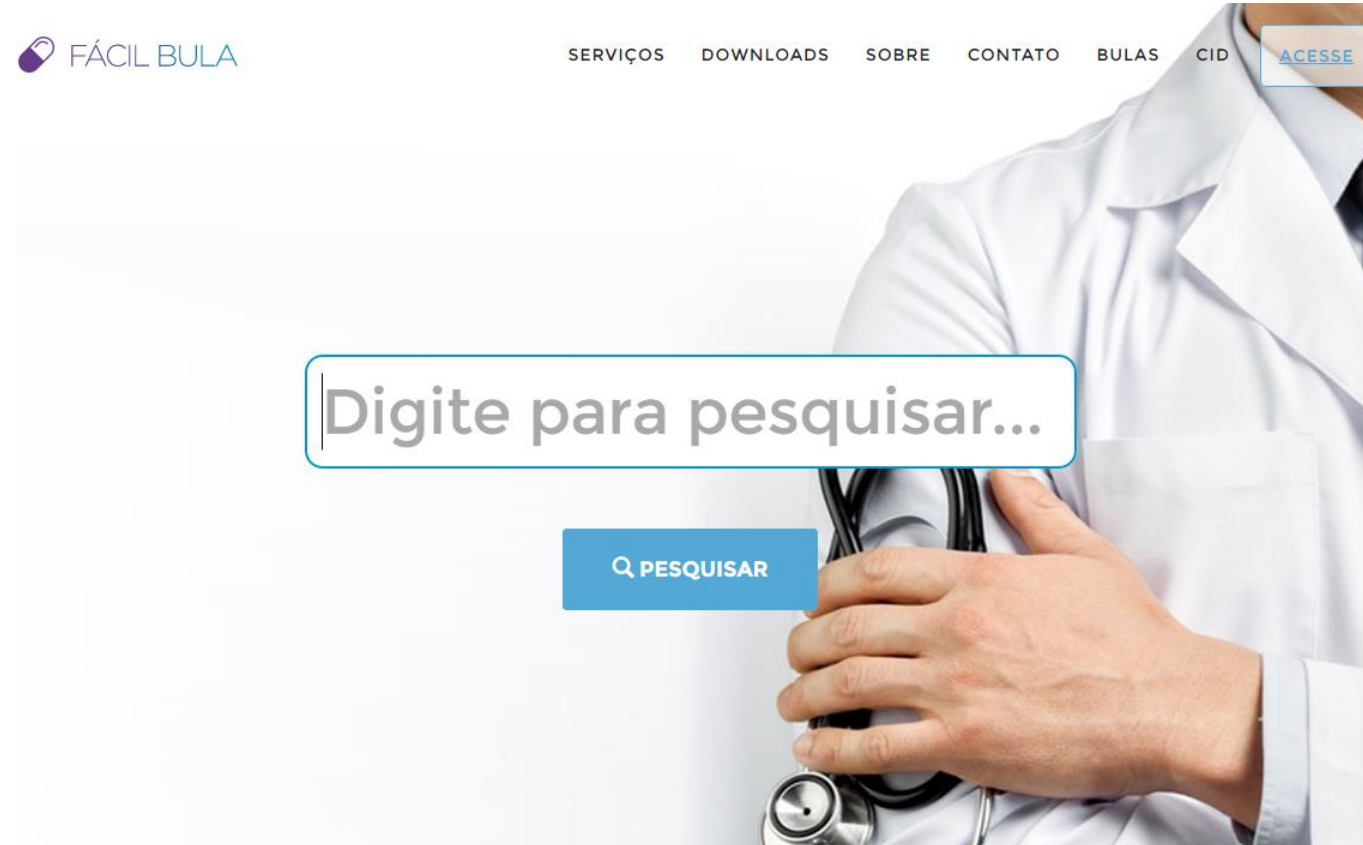 FÁCIL BULA
SERVIÇOS DOWNLOADS SOBRE CONTATO BULAS CID ACESSE
Digite para pesquisar...
PESQUISAR